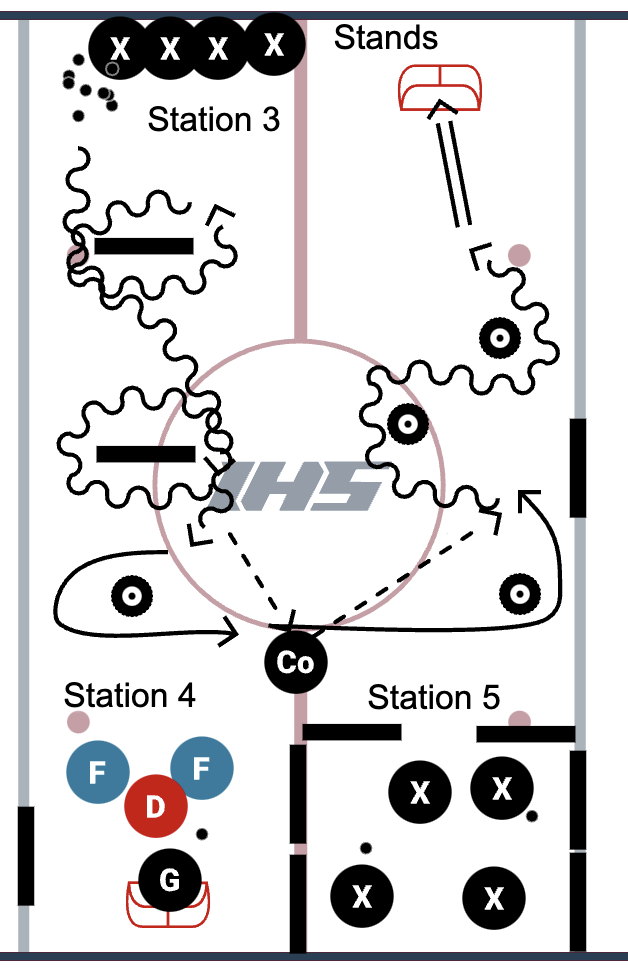 X X X X
Stands
Station 3
IHS
Co
Station 4
Station 5
F F
D
G
X X
X X